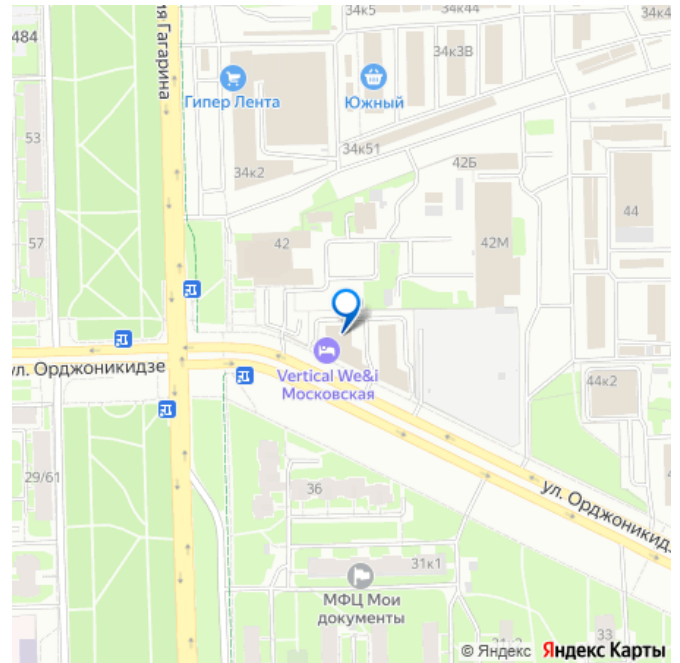 34к5
34к44
34к4
484
ия Гагарина
34к3В
Гипер Лента
Южный
53
34к51
34к2
42Б
44
57
42
42М
ул. Орджоникидзе
Vertical We&i
Московская
44к2
29/61
36
ул. Орджоникидз
31к1
МФЦ Мои
документы
33
© Яндекс Яндекс Карты